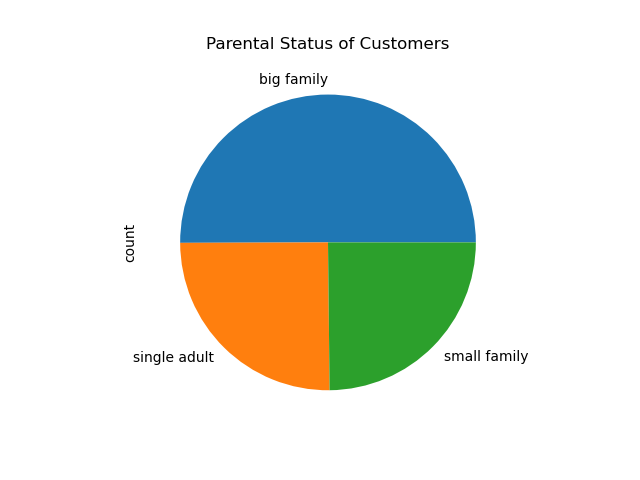 Parental Status of Customers
big family
count
single adult
small family